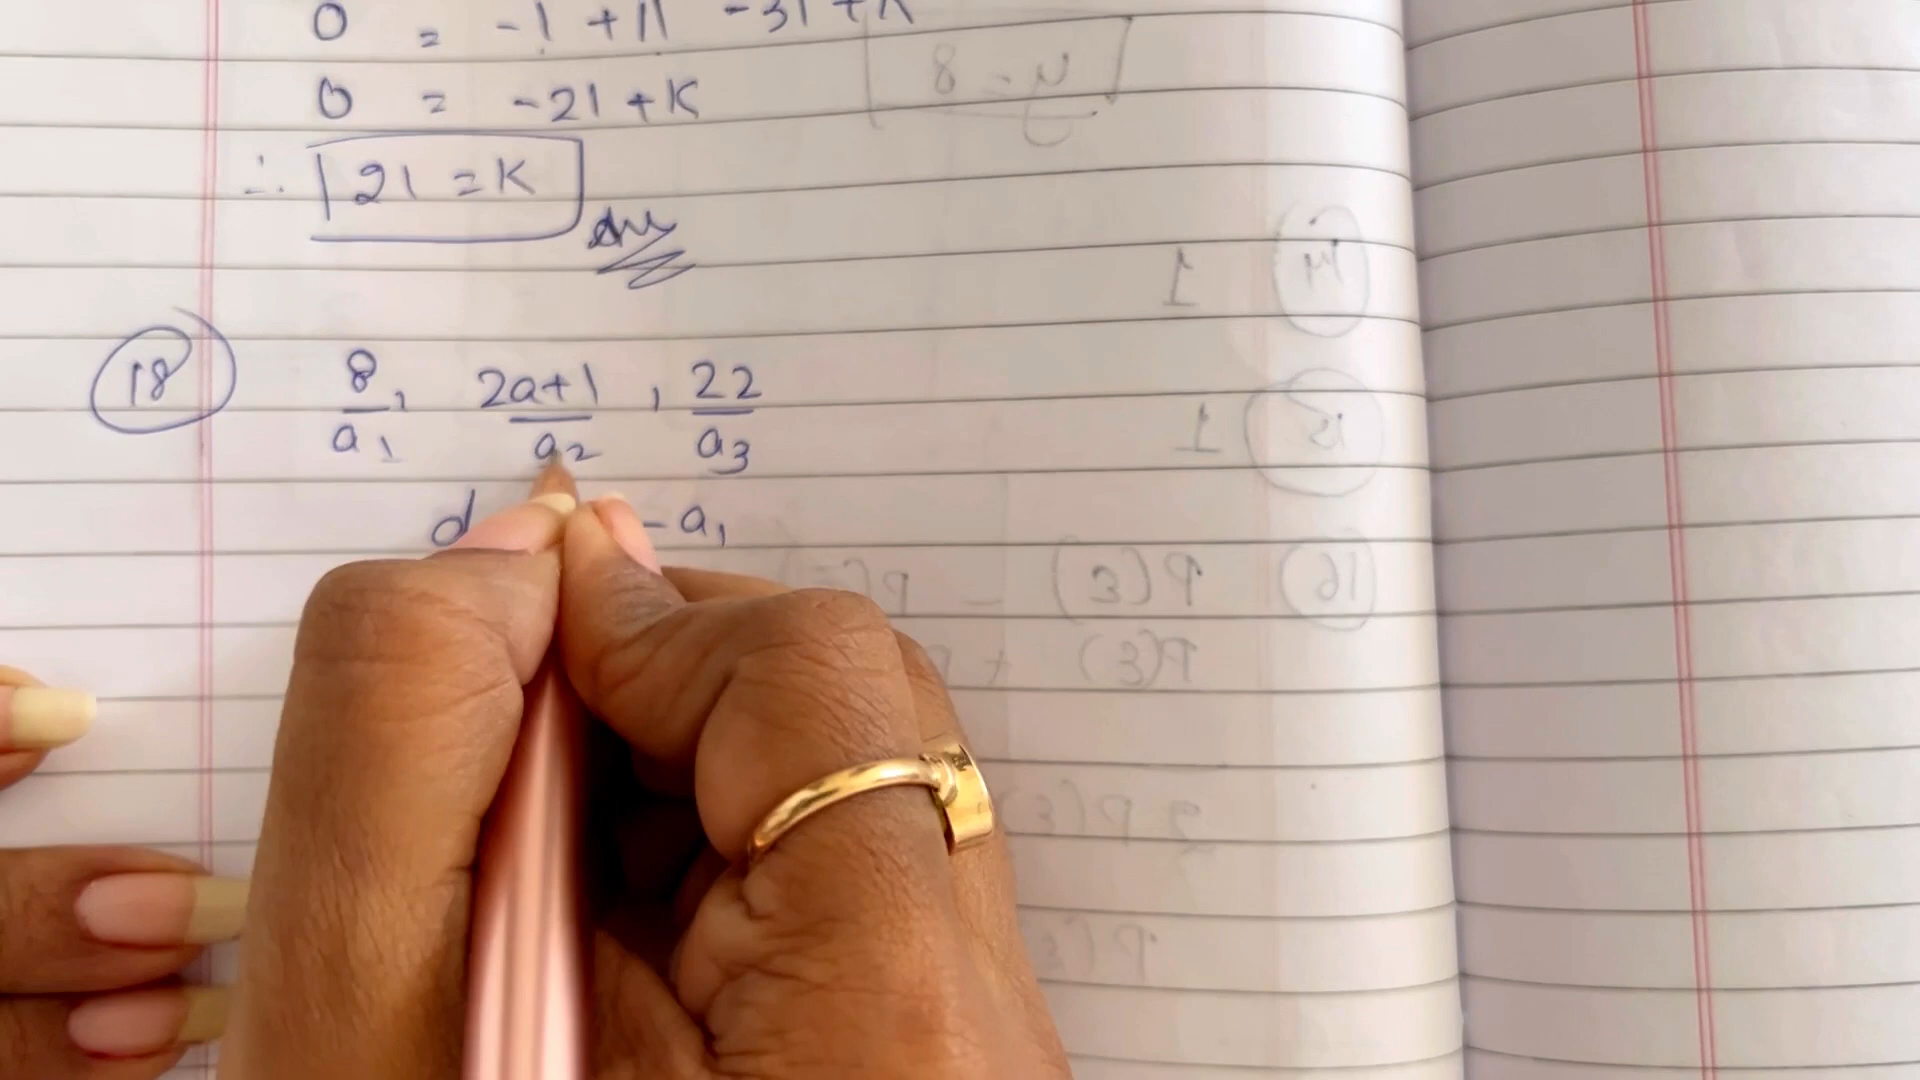 0 = -1 + 11 - 31 + K
0 = -21 + K
∴ 21 = K
Ans
18 8, 2a+1, 22
a1 a2 a3
d - a1